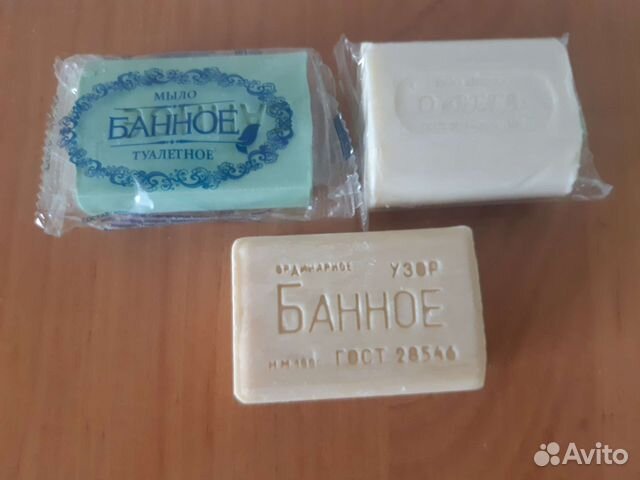 МЫЛО
БАННОЕ
ТУАЛЕТНОЕ
ОРДИНАРНОЕ УЗОР
БАННОЕ
ГОСТ 28546
Avito